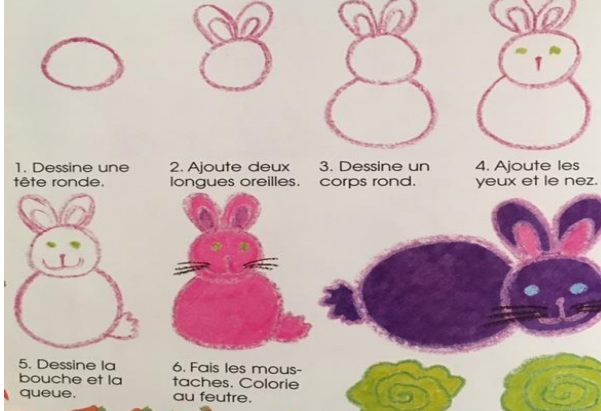 1. Dessine une
tête ronde.
2. Ajoute deux
longues oreilles.
3. Dessine un
corps rond.
4. Ajoute les
yeux et le nez.
5. Dessine la
bouche et la
queue.
6. Fais les mous-
taches. Colorie
au feutre.